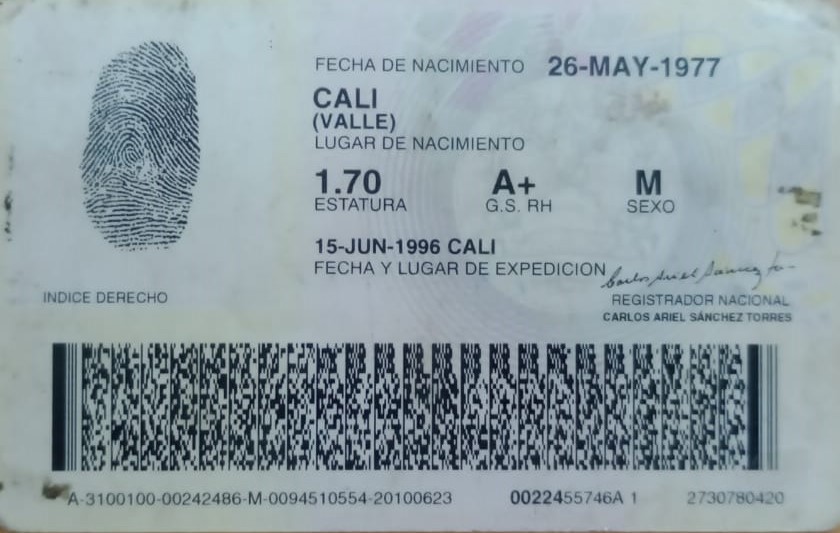 FECHA DE NACIMIENTO 26-MAY-1977
CALI
(VALLE)
LUGAR DE NACIMIENTO
1.70 A+ M
ESTATURA G.S. RH SEXO
15-JUN-1996 CALI
FECHA Y LUGAR DE EXPEDICION
INDICE DERECHO
REGISTRADOR NACIONAL
CARLOS ARIEL SÁNCHEZ TORRES
A-3100100-00242486-M-0094510554-20100623 0022455746A 1 2730780420